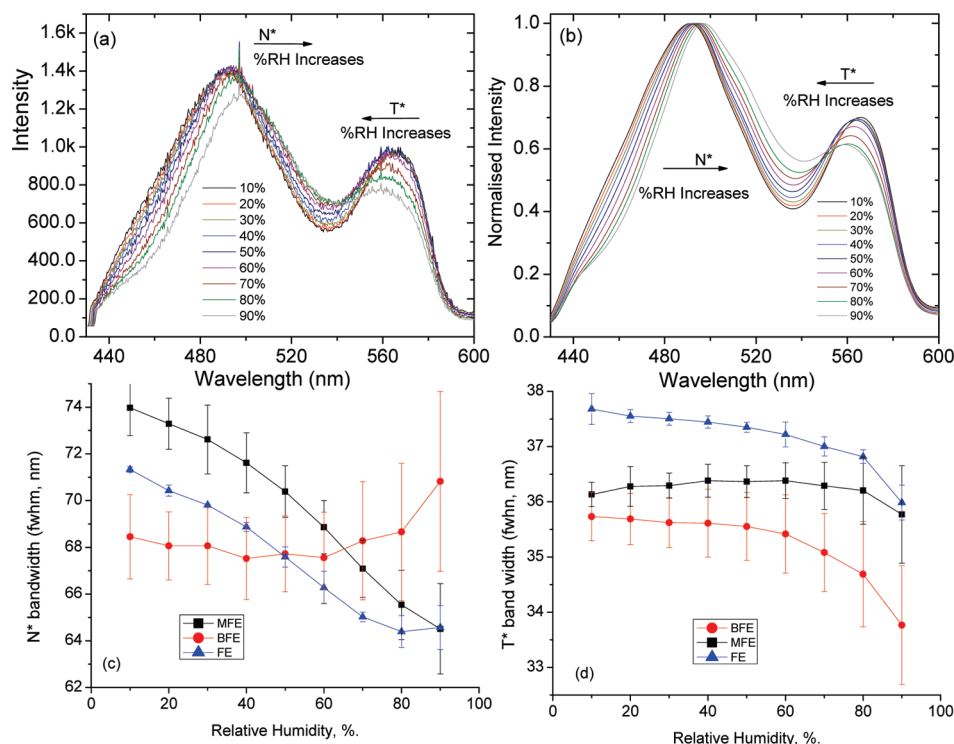 (a)
N*
%RH Increases
T*
%RH Increases
10%
20%
30%
40%
50%
60%
70%
80%
90%
Intensity
1.6k
1.4k
1.2k
1.0k
800.0
600.0
400.0
200.0
0.0
440
480
520
560
600
Wavelength (nm)
(b)
T*
%RH Increases
N*
%RH Increases
10%
20%
30%
40%
50%
60%
70%
80%
90%
Normalised Intensity
1.0
0.8
0.6
0.4
0.2
0.0
440
480
520
560
600
Wavelength (nm)
N* bandwidth (fwhm, nm)
74
72
70
68
66
64
62
MFE
BFE
FE
(c)
0
20
40
60
80
100
Relative Humidity, %.
T* band width (fwhn, nm)
38
37
36
35
34
33
BFE
MFE
FE
(d)
0
20
40
60
80
100
Relative Humidity, %.